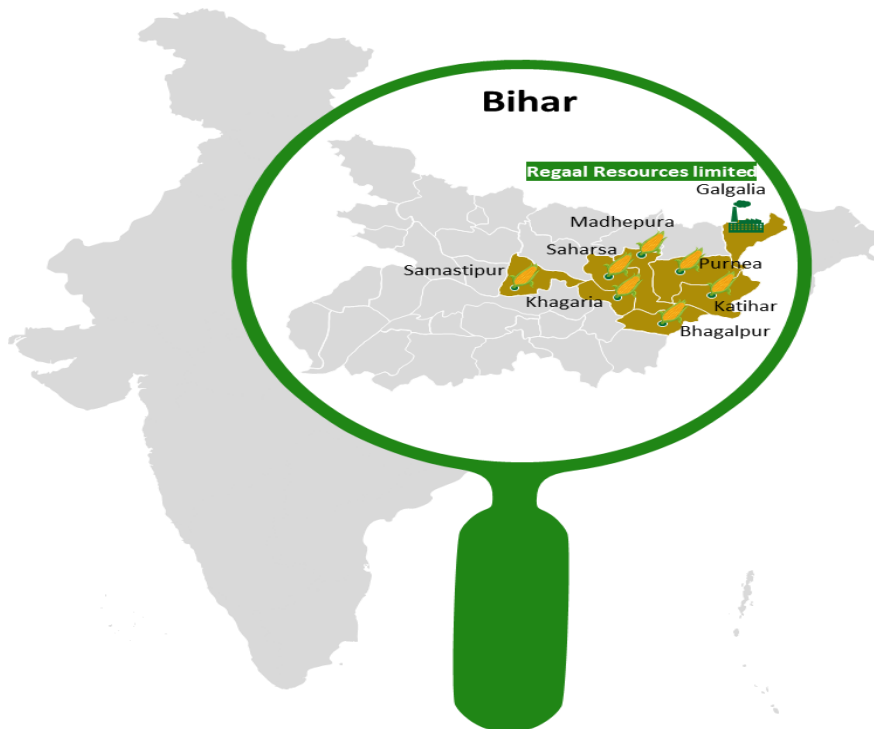 Bihar
Regaal Resources limited
Galgalia
Madhepura
Saharsa
Purnea
Samastipur
Khagaria
Katihar
Bhagalpur